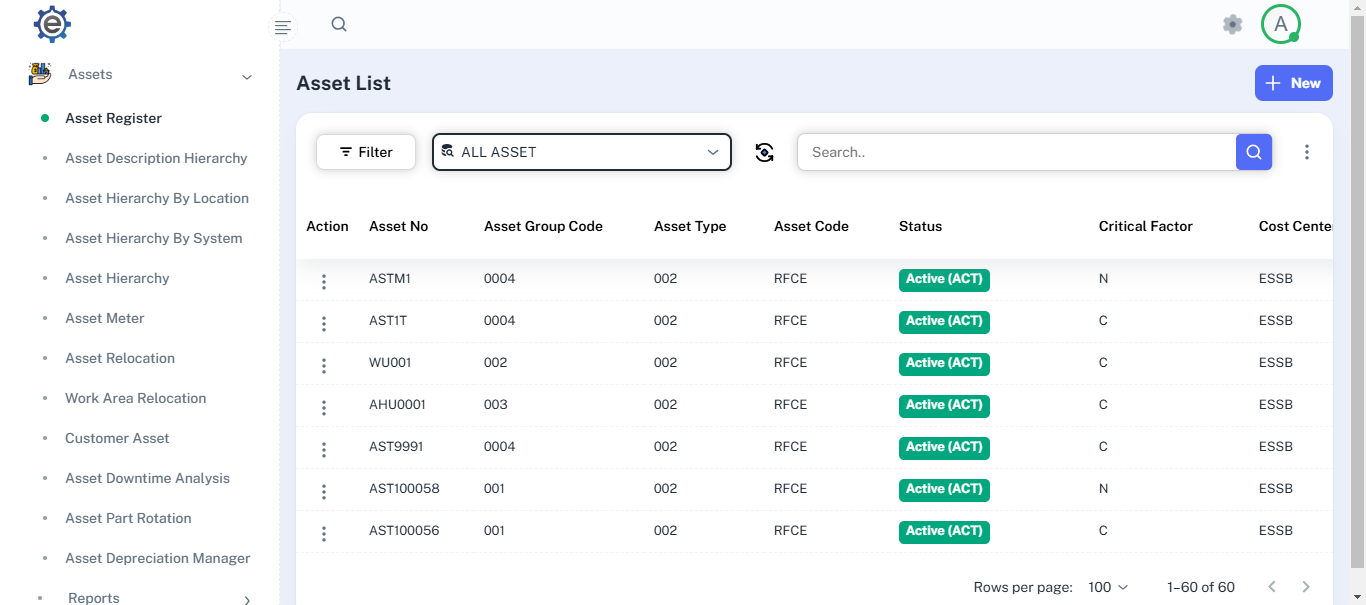 e
Assets
Asset Register
Asset Description Hierarchy
Asset Hierarchy By Location
Asset Hierarchy By System
Asset Hierarchy
Asset Meter
Asset Relocation
Work Area Relocation
Customer Asset
Asset Downtime Analysis
Asset Part Rotation
Asset Depreciation Manager
Reports
A
Asset List
New
Filter
ALL ASSET
Search..
Action Asset No Asset Group Code Asset Type Asset Code Status Critical Factor Cost Cente
ASTM1 0004 002 RFCE Active (ACT) N ESSB
AST1T 0004 002 RFCE Active (ACT) C ESSB
WU001 002 002 RFCE Active (ACT) C ESSB
AHU0001 003 002 RFCE Active (ACT) C ESSB
AST9991 0004 002 RFCE Active (ACT) C ESSB
AST100058 001 002 RFCE Active (ACT) N ESSB
AST100056 001 002 RFCE Active (ACT) C ESSB
Rows per page: 100 1–60 of 60